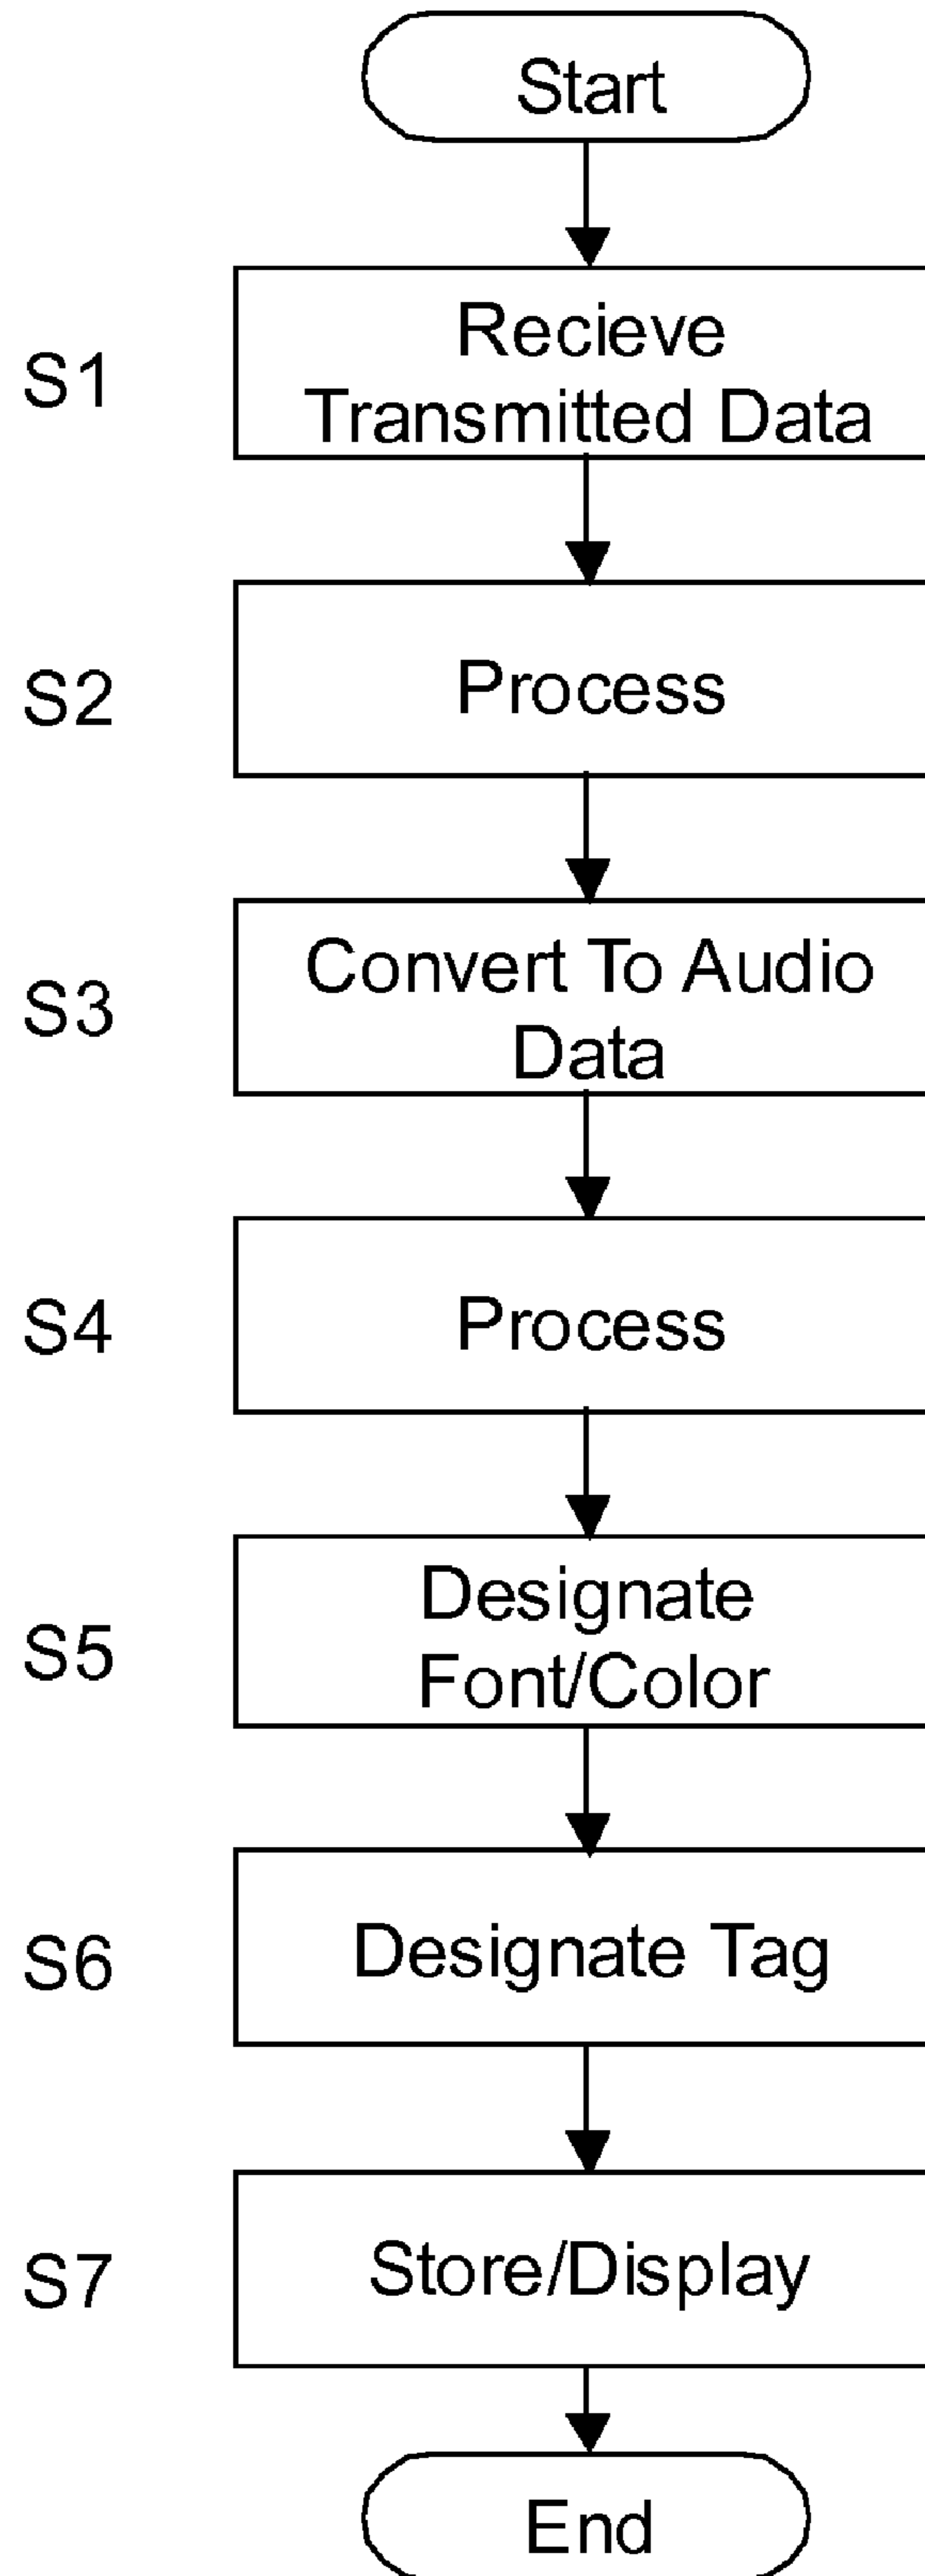 Start
S1
Recieve
Transmitted Data
S2
Process
S3
Convert To Audio
Data
S4
Process
S5
Designate
Font/Color
S6
Designate Tag
S7
Store/Display
End